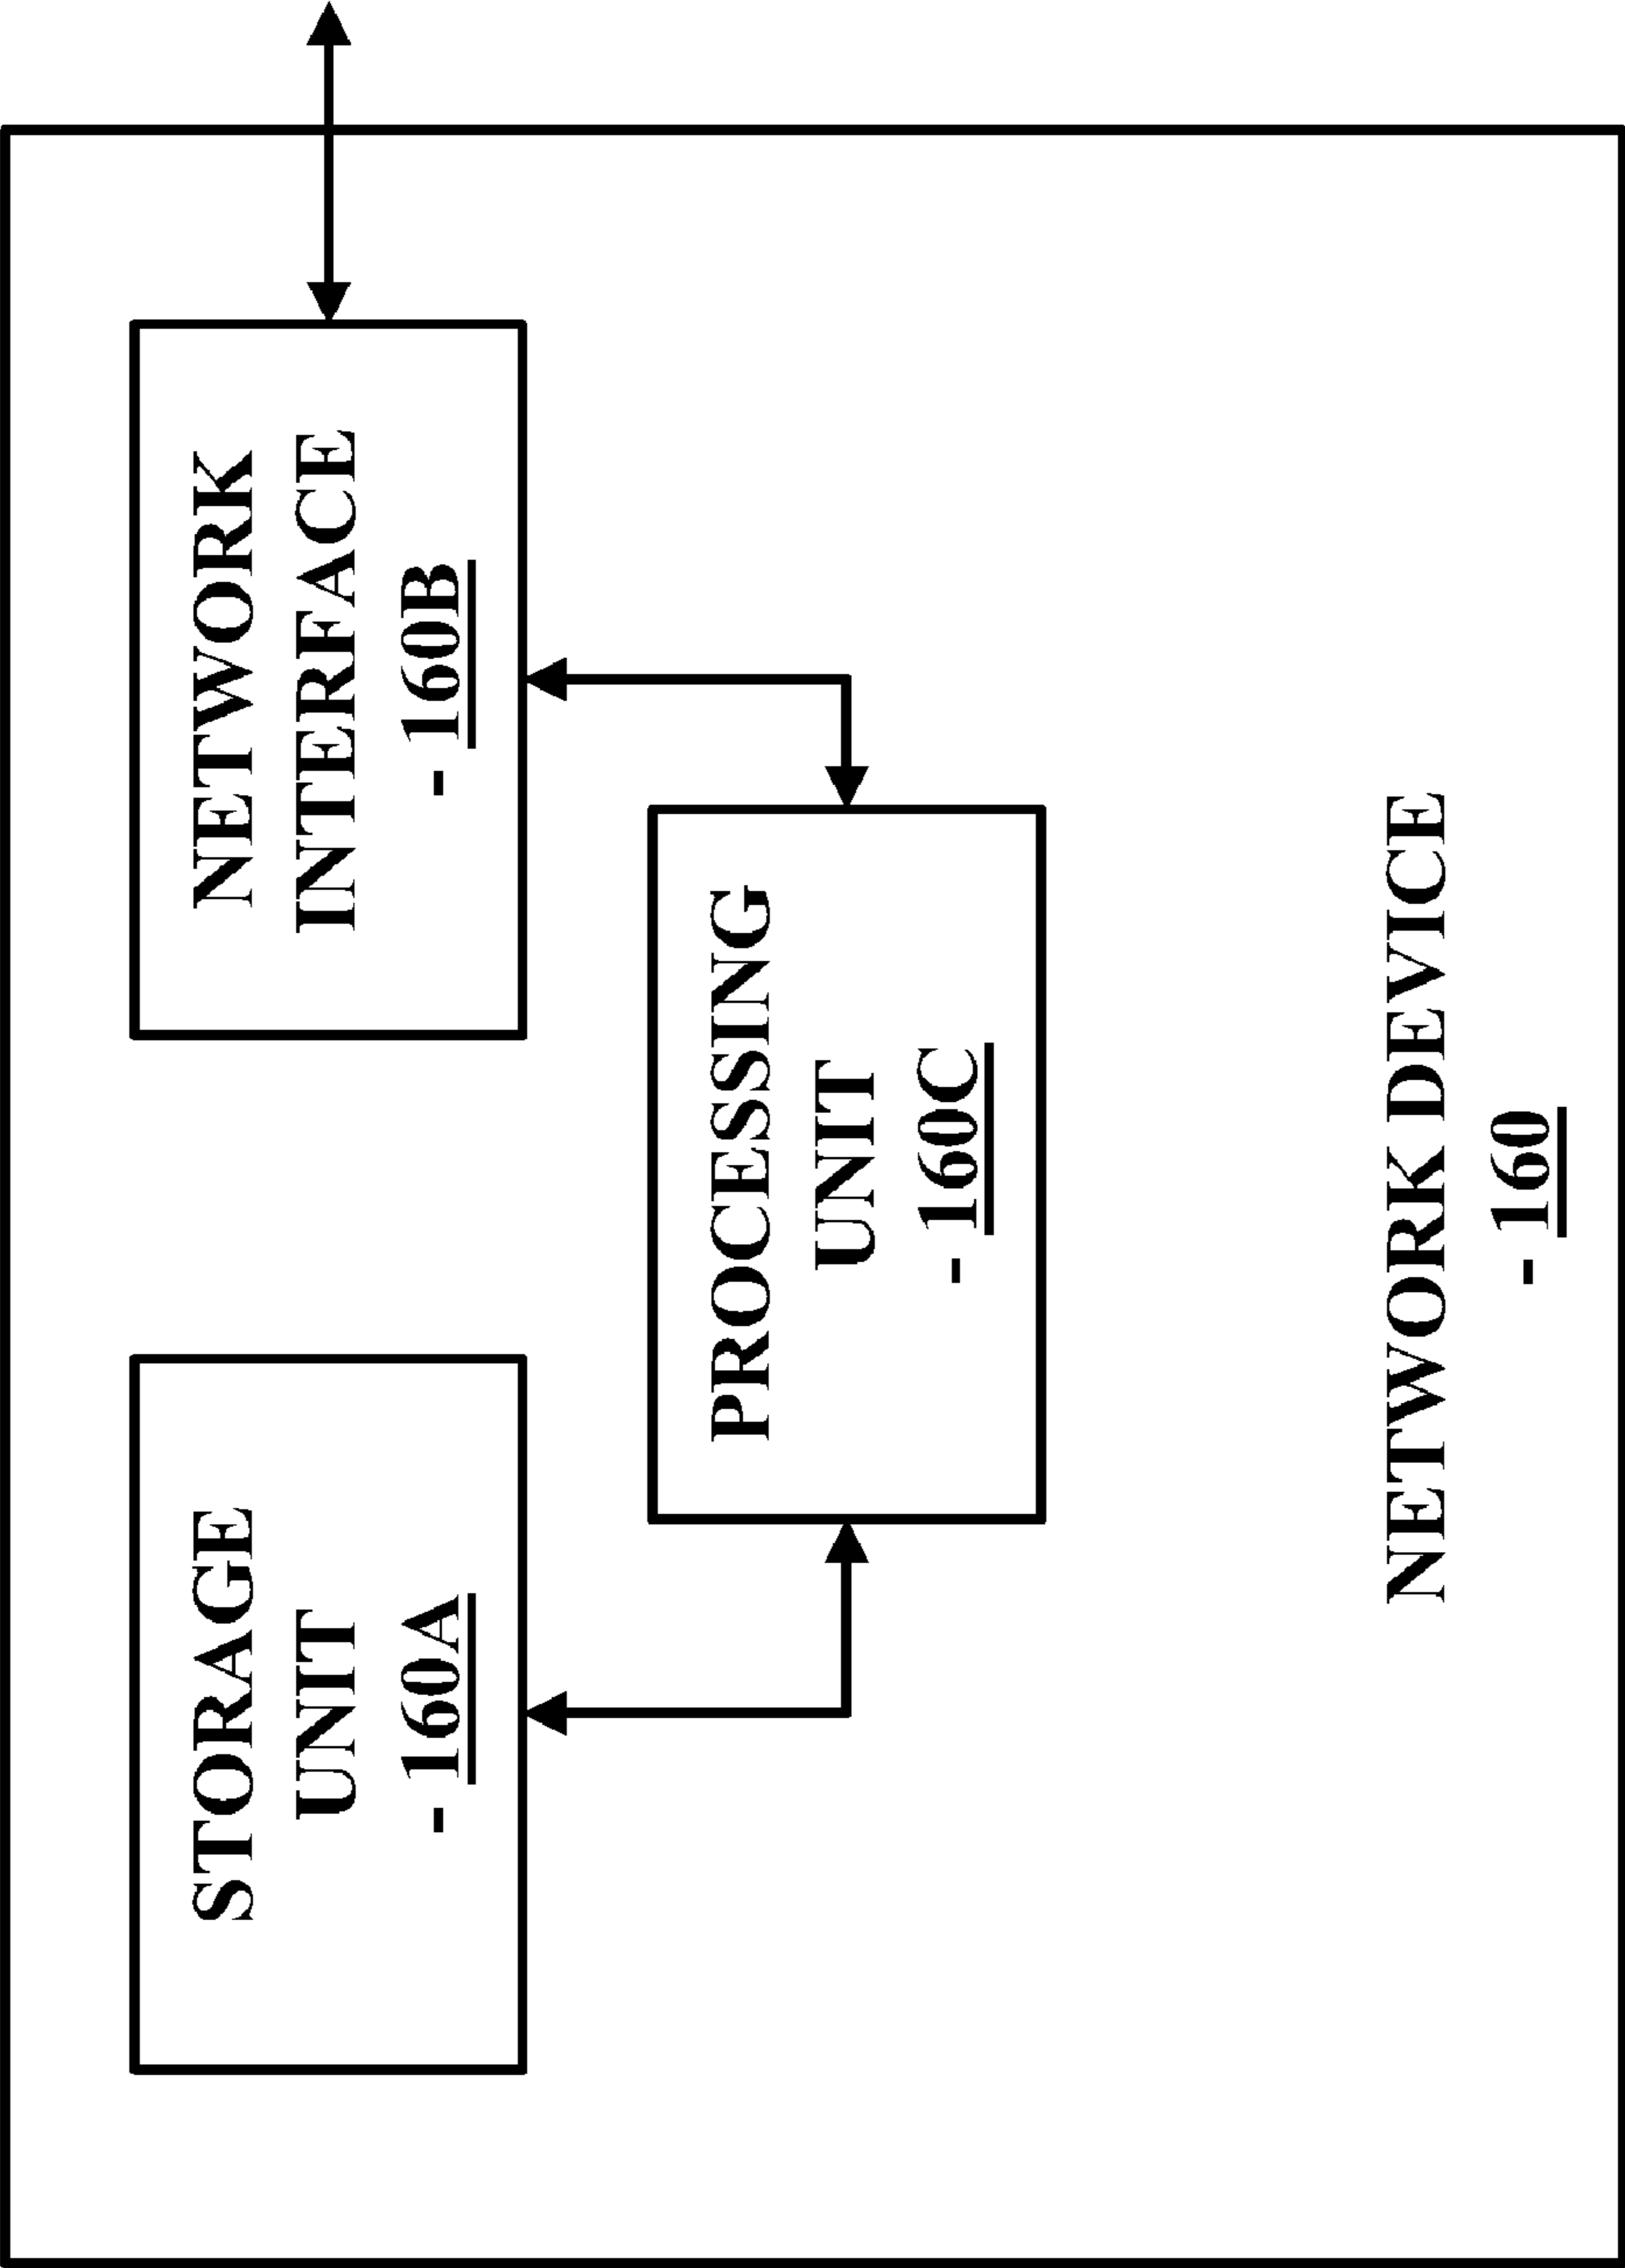 STORAGE
UNIT
- 160A
NETWORK
INTERFACE
- 160B
PROCESSING
UNIT
- 160C
NETWORK DEVICE
- 160